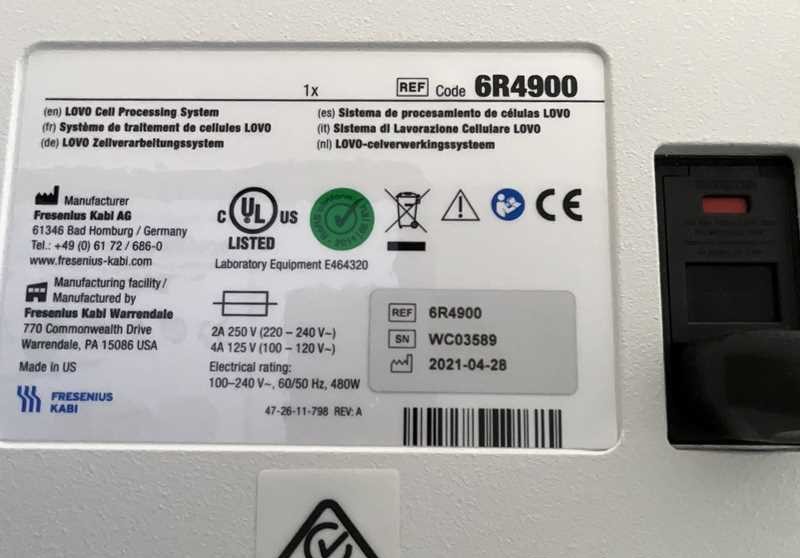 1x REF Code 6R4900
(en) LOVO Cell Processing System
(fr) Système de traitement de cellules LOVO
(de) LOVO Zellverarbeitungssystem
(es) Sistema de procesamiento de células LOVO
(it) Sistema di Lavorazione Cellulare LOVO
(nl) LOVO-celverwerkingssysteem
Manufacturer
Fresenius Kabi AG
61346 Bad Homburg / Germany
Tel.: +49 (0) 61 72 / 686-0
www.fresenius-kabi.com
Manufacturing facility/
Manufactured by
Fresenius Kabi Warrendale
770 Commonwealth Drive
Warrendale, PA 15086 USA
Made in US
FRESENIUS
KABI
C UL US
LISTED
Laboratory Equipment E464320
CE
2A 250 V (220 – 240 V~)
4A 125 V (100 – 120 V~)
Electrical rating:
100–240 V~, 60/50 Hz, 480W
47-26-11-798 REV: A
REF 6R4900
SN WC03589
2021-04-28